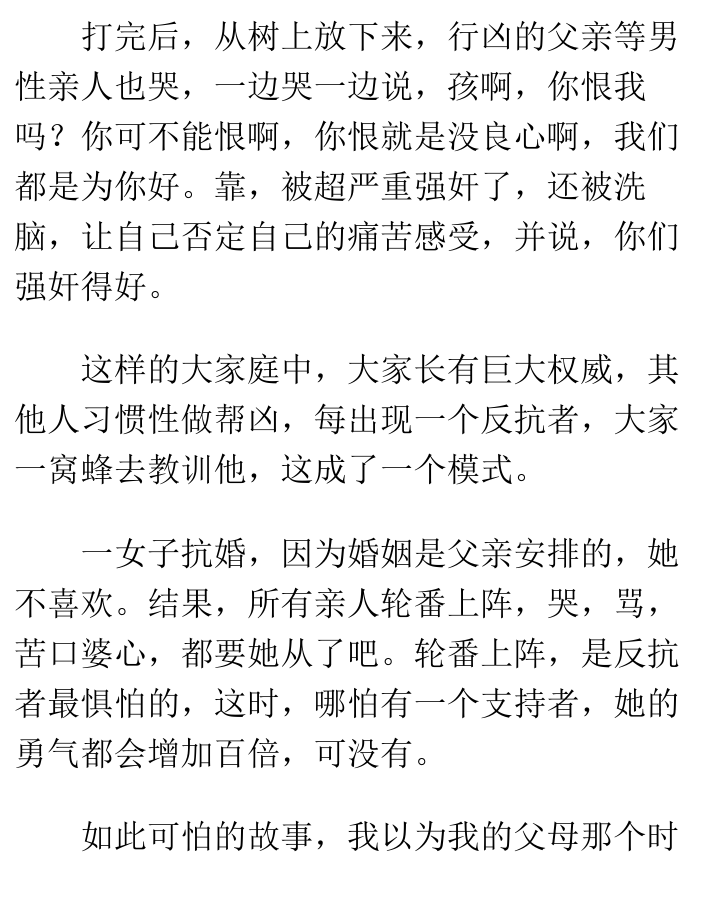 打完后，从树上放下来，行凶的父亲等男
性亲人也哭，一边哭一边说，孩啊，你恨我
吗？你可不能恨啊，你恨就是没良心啊，我们
都是为你好。靠，被超严重强奸了，还被洗
脑，让自己否定自己的痛苦感受，并说，你们
强奸得好。
这样的大家庭中，大家长有巨大权威，其
他人习惯性做帮凶，每出现一个反抗者，大家
一窝蜂去教训他，这成了一个模式。
一女子抗婚，因为婚姻是父亲安排的，她
不喜欢。结果，所有亲人轮番上阵，哭，骂，
苦口婆心，都要她从了吧。轮番上阵，是反抗
者最惧怕的，这时，哪怕有一个支持者，她的
勇气都会增加百倍，可没有。
如此可怕的故事，我以为我的父母那个时